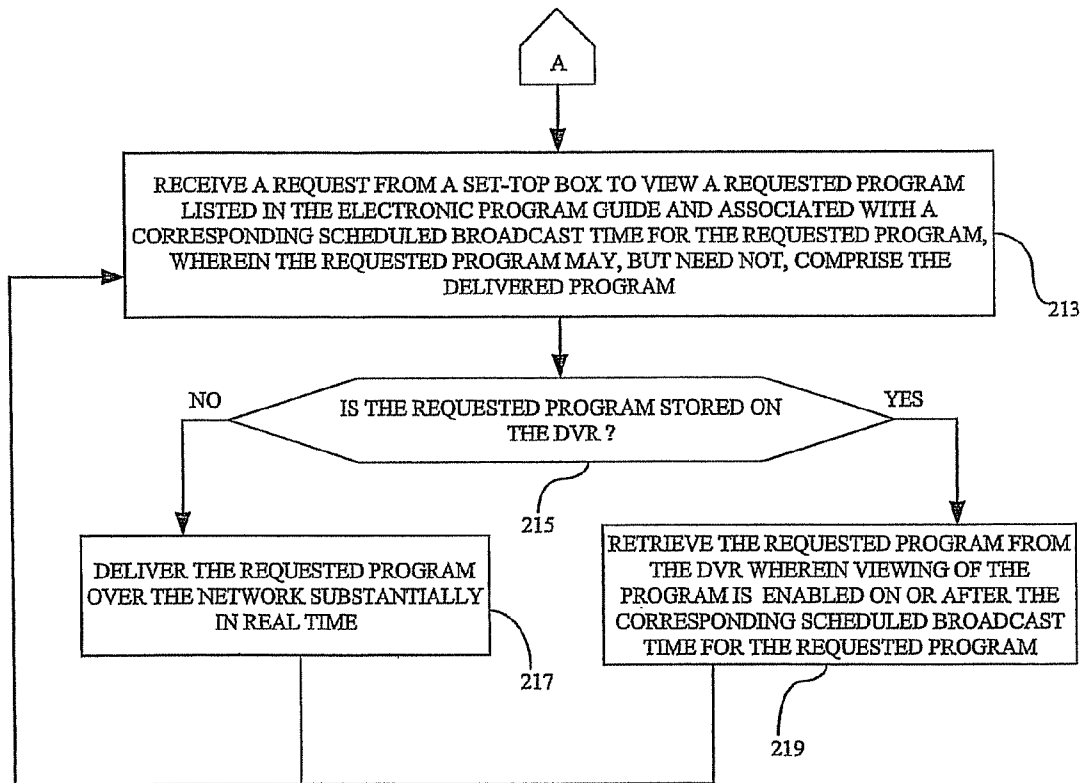 A
RECEIVE A REQUEST FROM A SET-TOP BOX TO VIEW A REQUESTED PROGRAM
LISTED IN THE ELECTRONIC PROGRAM GUIDE AND ASSOCIATED WITH A
CORRESPONDING SCHEDULED BROADCAST TIME FOR THE REQUESTED PROGRAM,
WHEREIN THE REQUESTED PROGRAM MAY, BUT NEED NOT, COMPRISE THE
DELIVERED PROGRAM
213
NO
IS THE REQUESTED PROGRAM STORED ON
THE DVR ?
YES
215
DELIVER THE REQUESTED PROGRAM
OVER THE NETWORK SUBSTANTIALLY
IN REAL TIME
217
RETRIEVE THE REQUESTED PROGRAM FROM
THE DVR WHEREIN VIEWING OF THE
PROGRAM IS ENABLED ON OR AFTER THE
CORRESPONDING SCHEDULED BROADCAST
TIME FOR THE REQUESTED PROGRAM
219